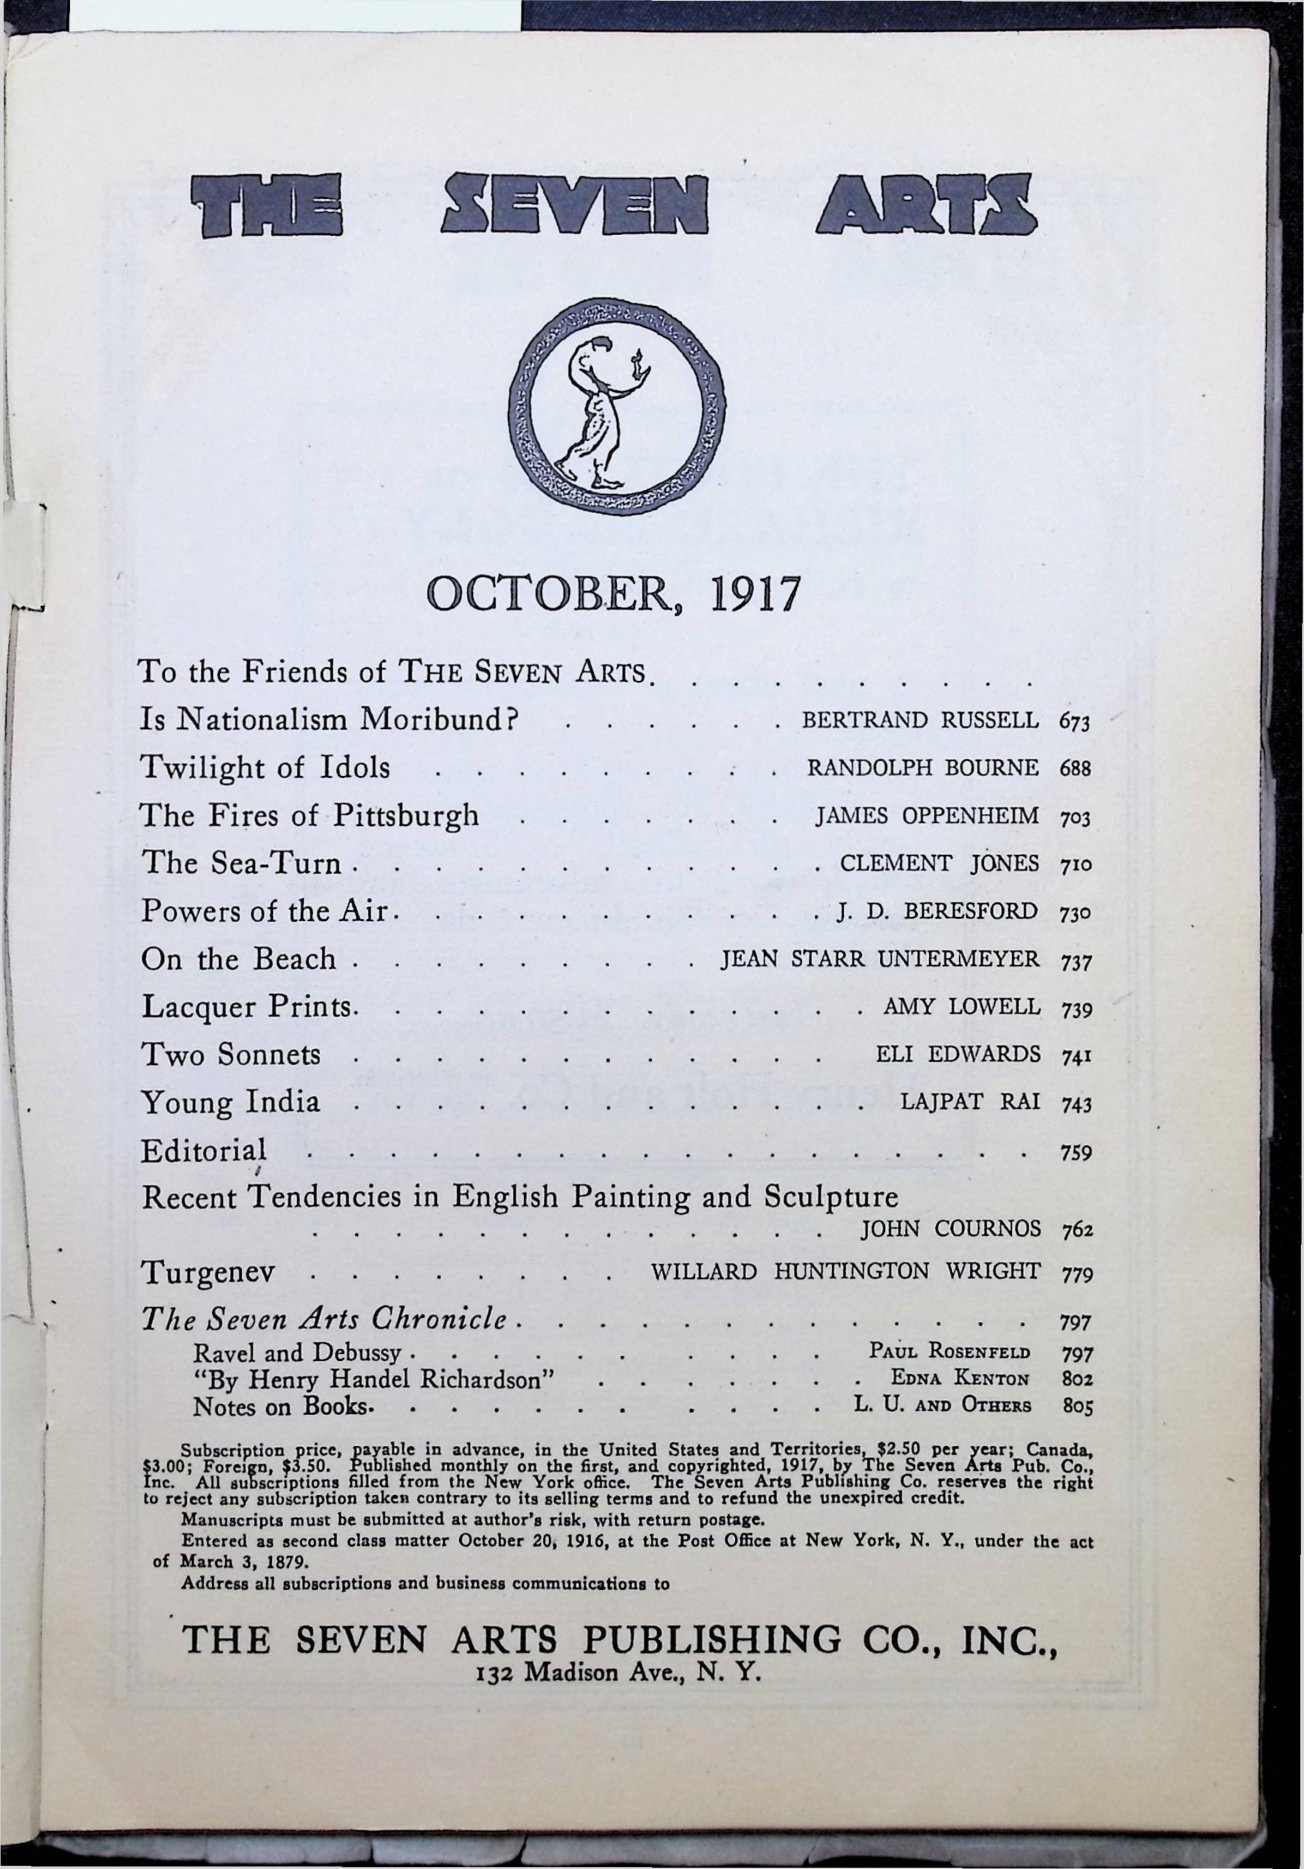 THE SEVEN ARTS
OCTOBER, 1917
To the Friends of THE SEVEN ARTS. . . . . . . . . .
Is Nationalism Moribund? . . . . . . BERTRAND RUSSELL 673
Twilight of Idols . . . . . . . . . RANDOLPH BOURNE 688
The Fires of Pittsburgh . . . . . . . JAMES OPPENHEIM 703
The Sea-Turn . . . . . . . . . . . . CLEMENT JONES 710
Powers of the Air . . . . . . . . . . . J. D. BERESFORD 730
On the Beach . . . . . . . . . JEAN STARR UNTERMEYER 737
Lacquer Prints. . . . . . . . . . . . . AMY LOWELL 739
Two Sonnets . . . . . . . . . . . . ELI EDWARDS 741
Young India . . . . . . . . . . . . . LAJPAT RAI 743
Editorial . . . . . . . . . . . . . . . . . . 759
Recent Tendencies in English Painting and Sculpture
. . . . . . . . . . . . . JOHN COURNOS 762
Turgenev . . . . . . . . WILLARD HUNTINGTON WRIGHT 779
The Seven Arts Chronicle . . . . . . . . . . . . . 797
Ravel and Debussy . . . . . . . . . . PAUL ROSENFELD 797
"By Henry Handel Richardson" . . . . . . . EDNA KENTON 802
Notes on Books. . . . . . . . . . . L. U. AND OTHERS 805
Subscription price, payable in advance, in the United States and Territories, $2.50 per year; Canada,
$3.00; Foreign, $3.50. Published monthly on the first, and copyrighted, 1917, by The Seven Arts Pub. Co.,
Inc. All subscriptions filled from the New York office. The Seven Arts Publishing Co. reserves the right
to reject any subscription taken contrary to its selling terms and to refund the unexpired credit.
Manuscripts must be submitted at author's risk, with return postage.
Entered as second class matter October 20, 1916, at the Post Office at New York, N. Y., under the act
of March 3, 1879.
Address all subscriptions and business communications to
THE SEVEN ARTS PUBLISHING CO., INC.,
132 Madison Ave., N. Y.